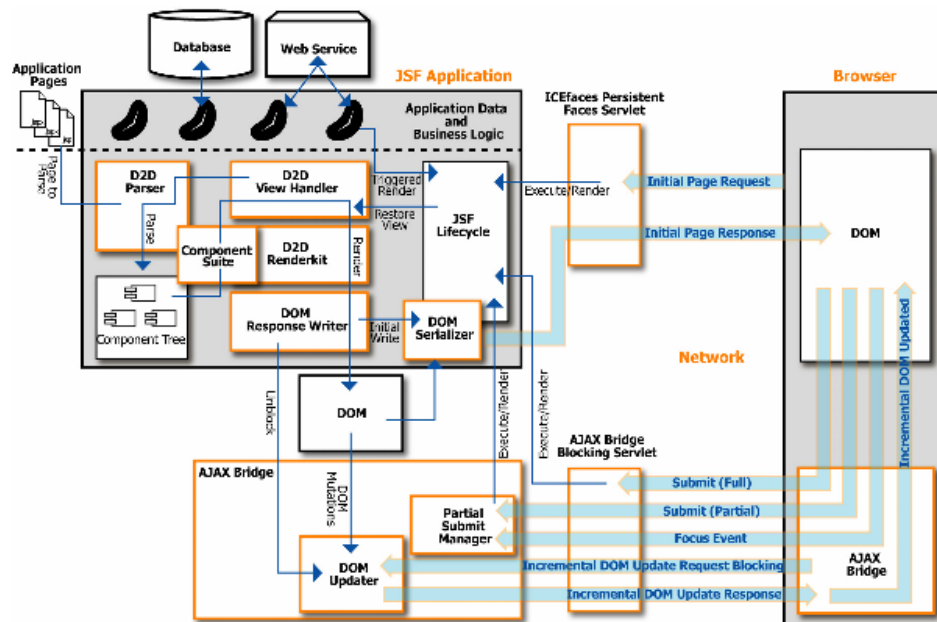 Database
Web Service
Application
Pages
JSF Application
Browser
ICEfaces Persistent
Faces Servlet
Application Data
and
Business Logic
Page to
Parse
D2D
Parser
D2D
View Handler
Triggered
Render
Execute/Render
Initial Page Request
DOM
Restore
View
JSF
Lifecycle
Initial Page Response
Parse
Component
Suite
D2D
Renderkit
Render
Component Tree
DOM
Response Writer
Initial
Write
DOM
Serializer
Network
Incremental DOM Updated
Unblock
DOM
Execute/Render
Execute/Render
AJAX Bridge
Blocking Servlet
AJAX Bridge
DOM
Mutations
Submit (Full)
Partial
Submit
Manager
Submit (Partial)
Focus Event
AJAX
Bridge
DOM
Updater
Incremental DOM Update Request Blocking
Incremental DOM Update Response